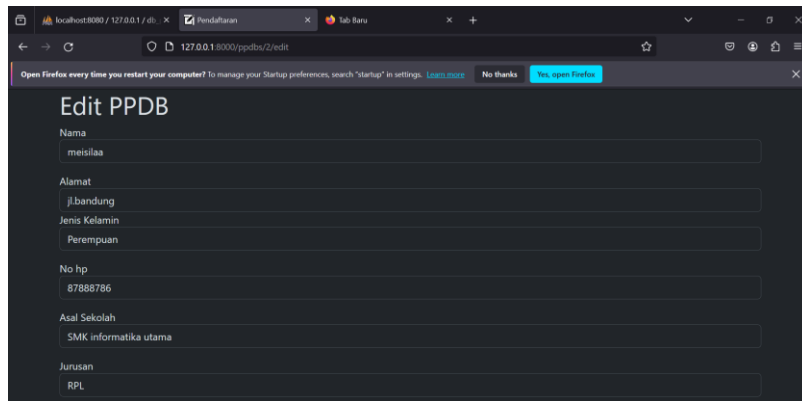 localhost:8080 / 127.0.0.1 / db_
Pendaftaran
Tab Baru
127.0.0.1:8000/ppdbs/2/edit
Open Firefox every time you restart your computer? To manage your Startup preferences, search "startup" in settings. Learn more No thanks Yes, open Firefox
Edit PPDB
Nama
meisilaa
Alamat
jl.bandung
Jenis Kelamin
Perempuan
No hp
87888786
Asal Sekolah
SMK informatika utama
Jurusan
RPL